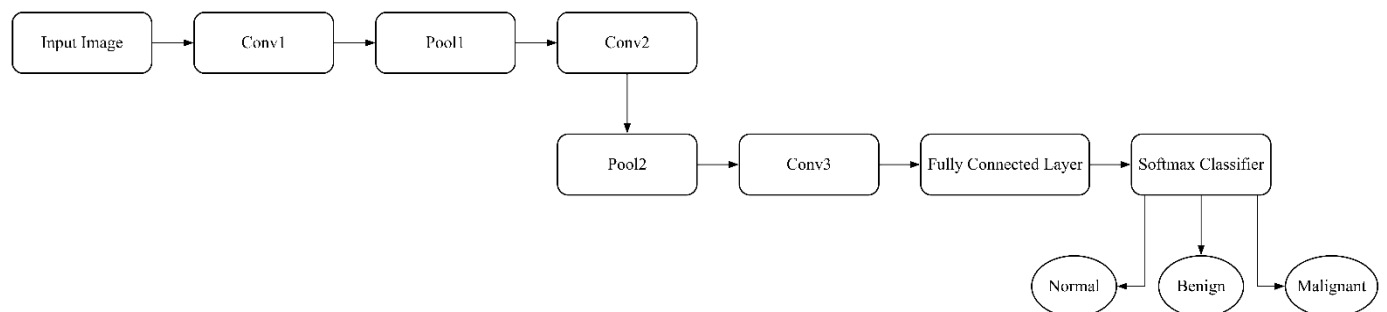 Input Image
Conv1
Pool1
Conv2
Pool2
Conv3
Fully Connected Layer
Softmax Classifier
Normal
Benign
Malignant